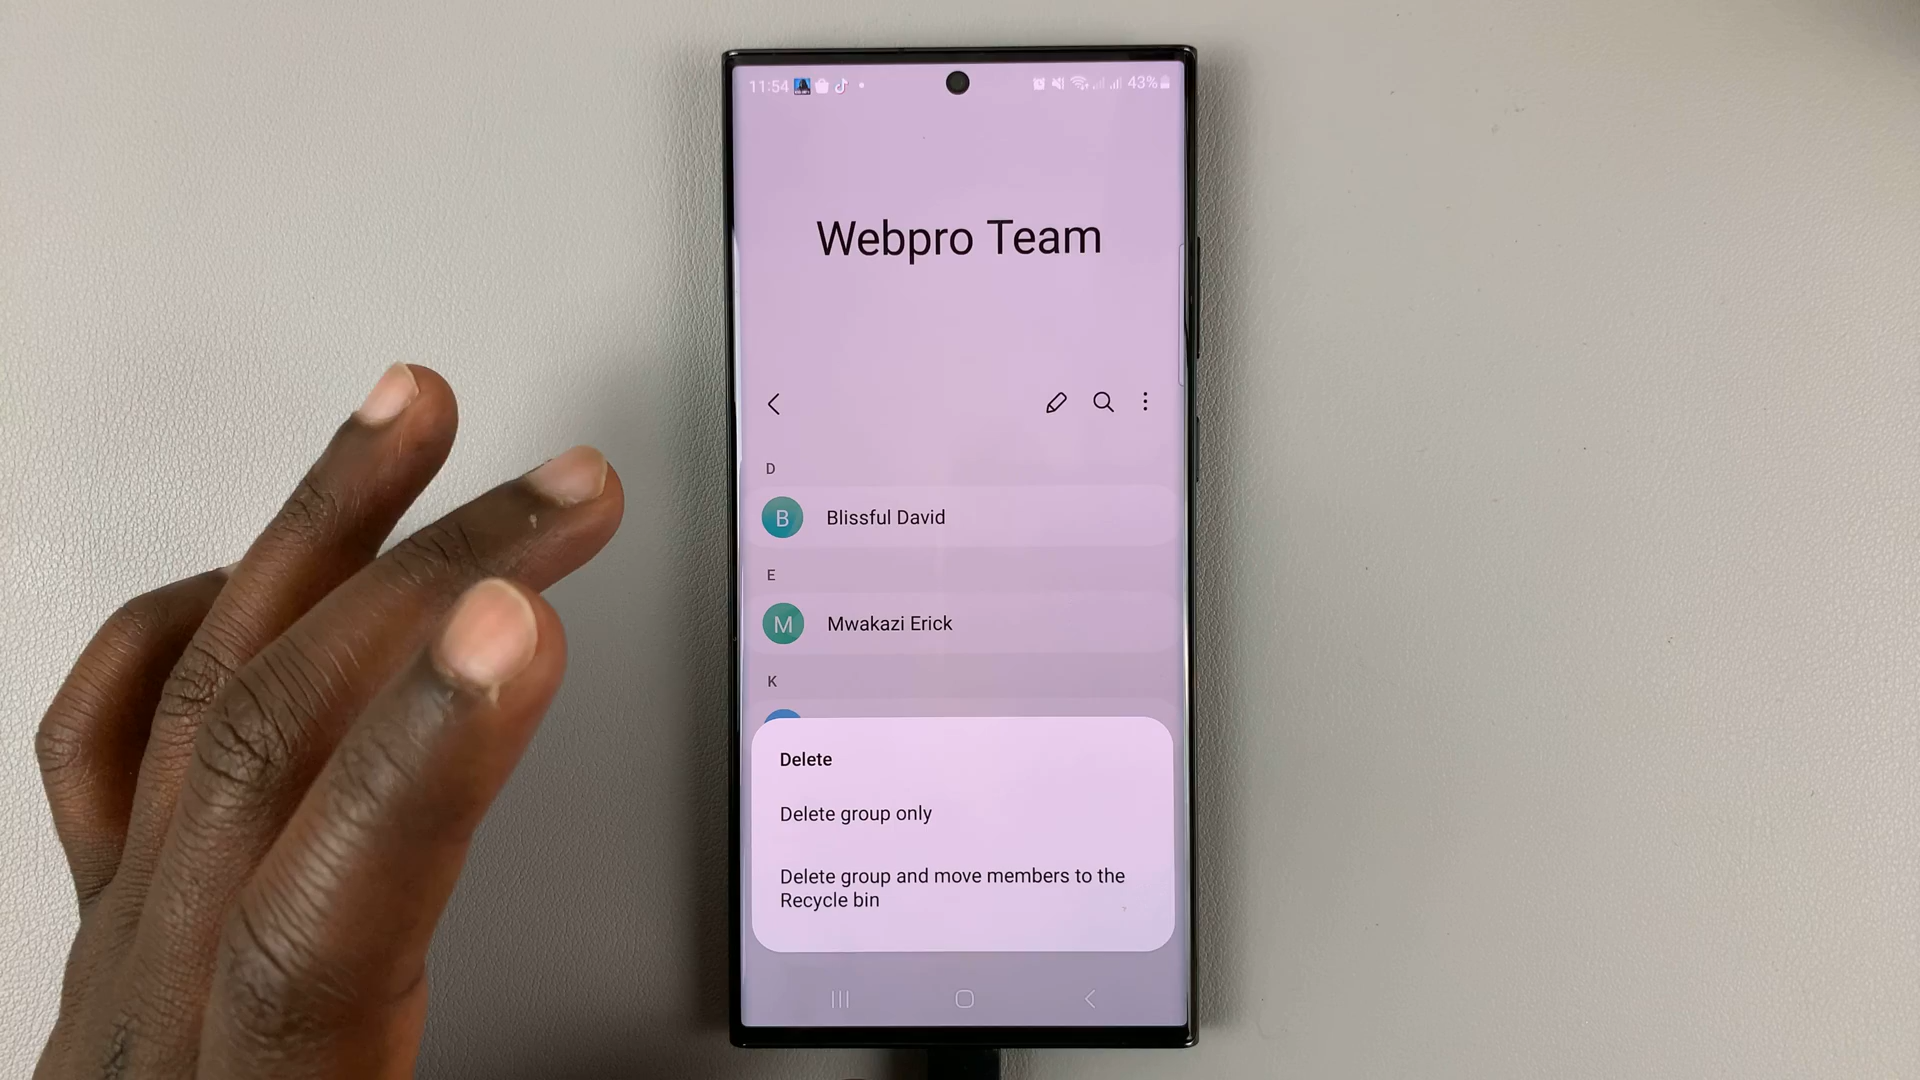 11:54
43%
Webpro Team
D
B Blissful David
E
M Mwakazi Erick
K
Delete
Delete group only
Delete group and move members to the
Recycle bin